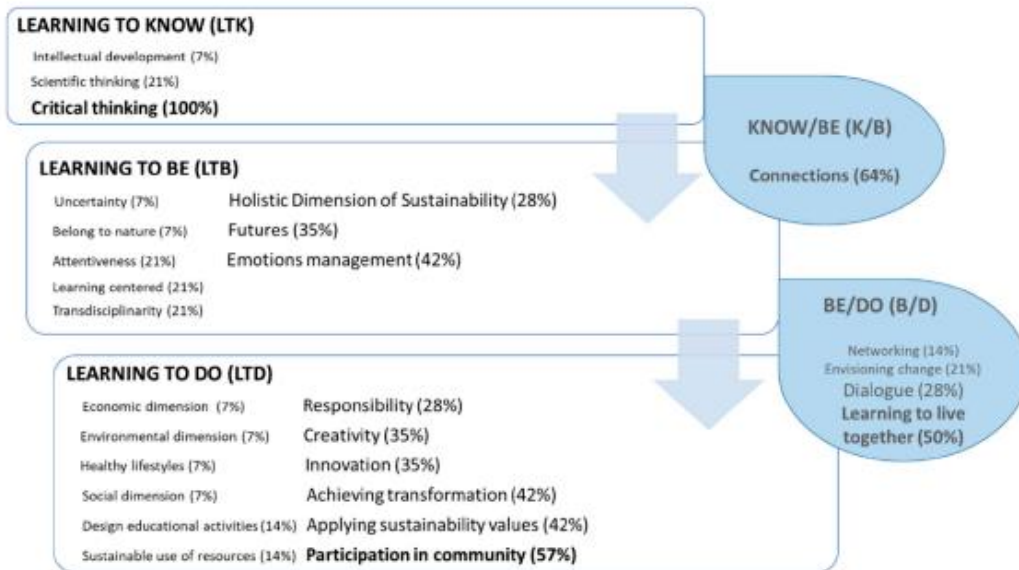 LEARNING TO KNOW (LTK)
Intellectual development (7%)
Scientific thinking (21%)
Critical thinking (100%)
KNOW/BE (K/B)
Connections (64%)
LEARNING TO BE (LTB)
Uncertainty (7%)
Belong to nature (7%)
Attentiveness (21%)
Learning centered (21%)
Transdisciplinarity (21%)
Holistic Dimension of Sustainability (28%)
Futures (35%)
Emotions management (42%)
BE/DO (B/D)
Networking (14%)
Envisioning change (21%)
Dialogue (28%)
Learning to live
together (50%)
LEARNING TO DO (LTD)
Economic dimension (7%)
Environmental dimension (7%)
Healthy lifestyles (7%)
Social dimension (7%)
Design educational activities (14%)
Sustainable use of resources (14%)
Responsibility (28%)
Creativity (35%)
Innovation (35%)
Achieving transformation (42%)
Applying sustainability values (42%)
Participation in community (57%)